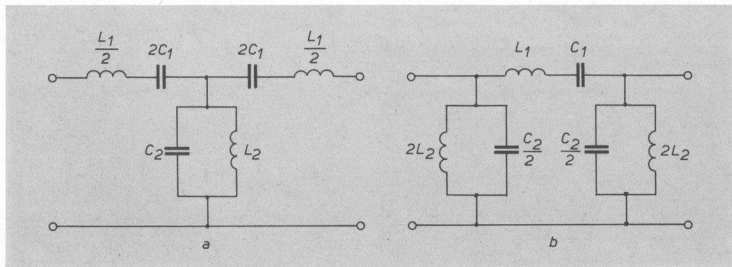 L₁/2 2C₁ 2C₁ L₁/2
C₂ L₂
a
L₁ C₁
2L₂ C₂/2 C₂/2 2L₂
b